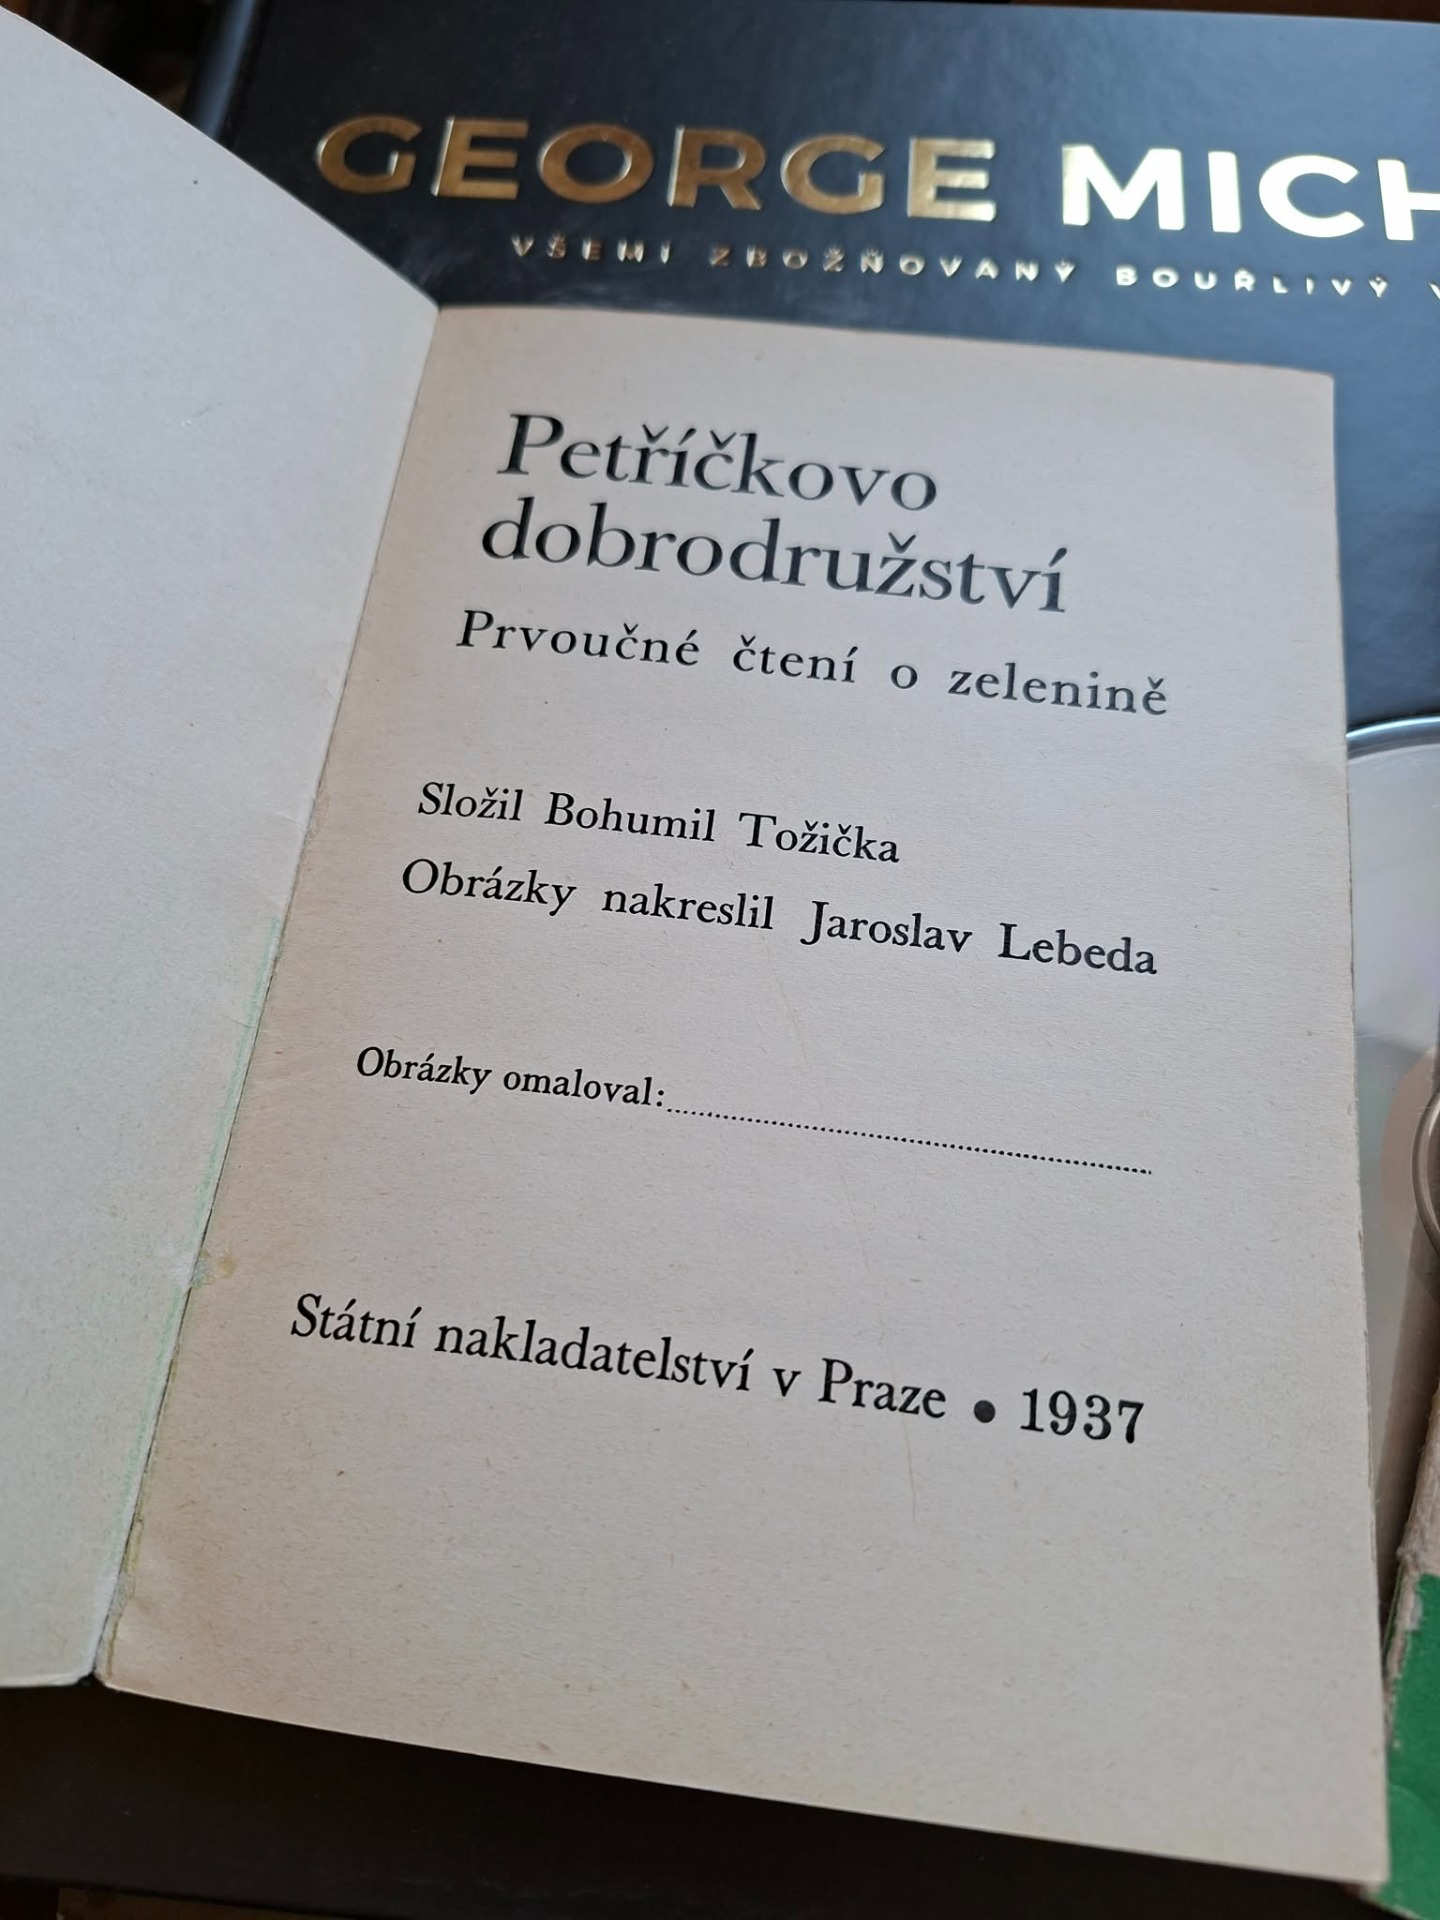 GEORGE MICH
VŠEMI ZBOŽŇOVANÝ BOUŘLIVÝ
Petříčkovo
dobrodružství
Prvoučné čtení o zelenině
Složil Bohumil Tožička
Obrázky nakreslil Jaroslav Lebeda
Obrázky omaloval:
Státní nakladatelství v Praze • 1937